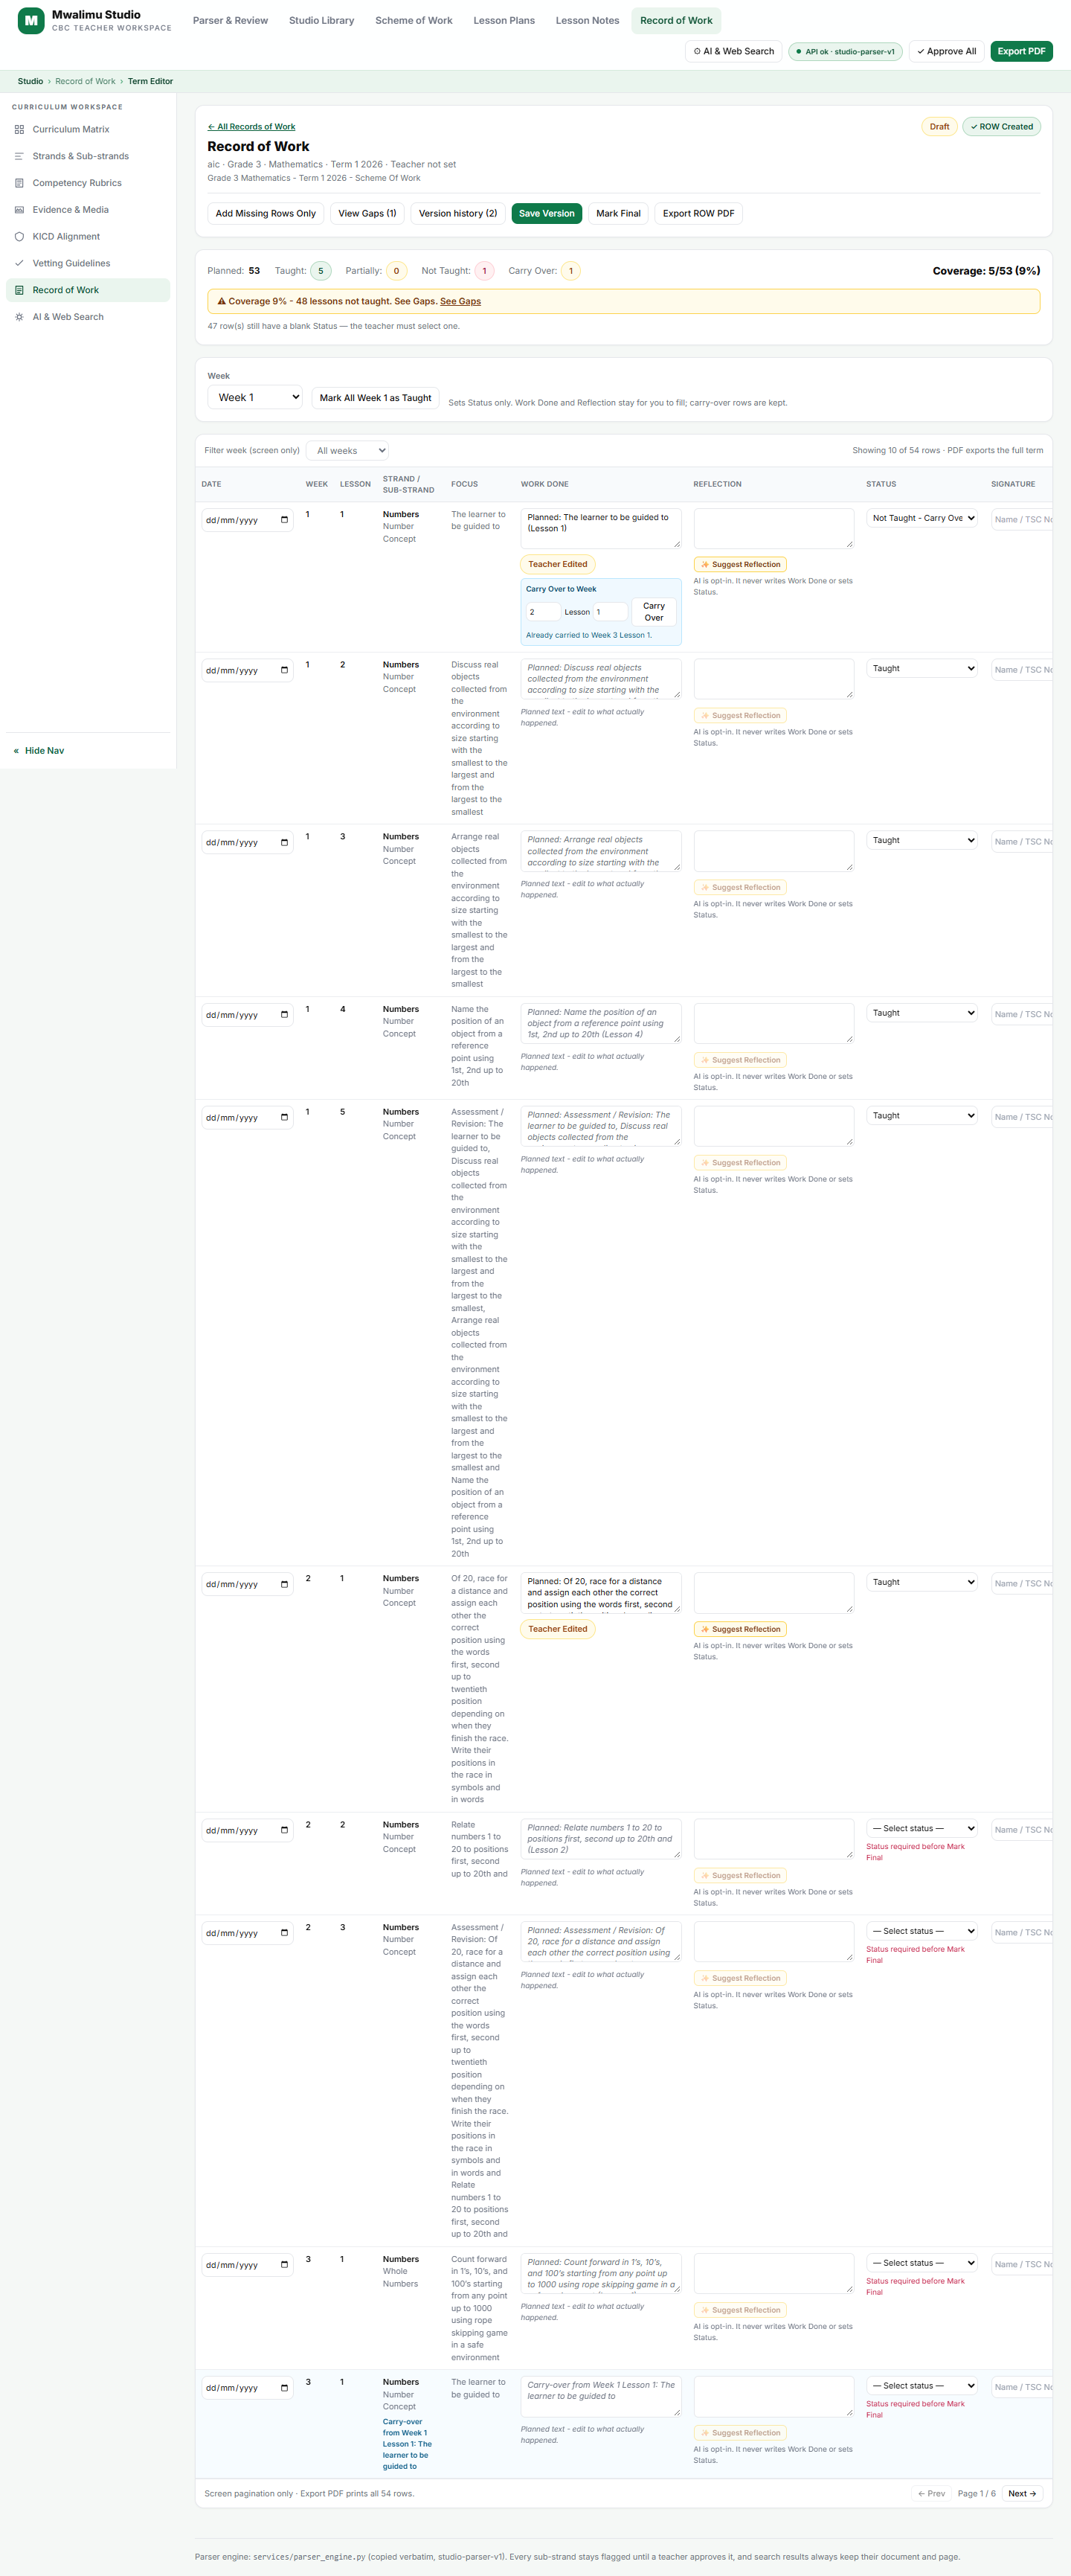 M
Mwalimu Studio
CBC TEACHER WORKSPACE
Parser & Review
Studio Library
Scheme of Work
Lesson Plans
Lesson Notes
Record of Work
AI & Web Search
API ok · studio-parser-v1
✓ Approve All
Export PDF
Studio › Record of Work › Term Editor
CURRICULUM WORKSPACE
Curriculum Matrix
Strands & Sub-strands
Competency Rubrics
Evidence & Media
KICD Alignment
Vetting Guidelines
Record of Work
AI & Web Search
« Hide Nav
← All Records of Work
Draft
✓ ROW Created
Record of Work
aic · Grade 3 · Mathematics · Term 1 2026 · Teacher not set
Grade 3 Mathematics - Term 1 2026 - Scheme Of Work
Add Missing Rows Only
View Gaps (1)
Version history (2)
Save Version
Mark Final
Export ROW PDF
Planned: 53 Taught: 5 Partially: 0 Not Taught: 1 Carry Over: 1
Coverage: 5/53 (9%)
⚠ Coverage 9% - 48 lessons not taught. See Gaps. See Gaps
47 row(s) still have a blank Status — the teacher must select one.
Week
Week 1
Mark All Week 1 as Taught
Sets Status only. Work Done and Reflection stay for you to fill; carry-over rows are kept.
Filter week (screen only)
All weeks
Showing 10 of 54 rows · PDF exports the full term
DATE
WEEK
LESSON
STRAND /
SUB-STRAND
FOCUS
WORK DONE
REFLECTION
STATUS
SIGNATURE
dd/mm/yyyy
1
1
Numbers
Number
Concept
The learner to
be guided to
Planned: The learner to be guided to
(Lesson 1)
Teacher Edited
Carry Over to Week
2 Lesson 1
Carry
Over
Already carried to Week 3 Lesson 1.
✨ Suggest Reflection
AI is opt-in. It never writes Work Done or sets
Status.
Not Taught - Carry Ove
Name / TSC No
dd/mm/yyyy
1
2
Numbers
Number
Concept
Discuss real
objects
collected from
the
environment
according to
size starting
with the
smallest to the
largest and
from the
largest to the
smallest
Planned: Discuss real objects
collected from the environment
according to size starting with the
Planned text - edit to what actually
happened.
✨ Suggest Reflection
AI is opt-in. It never writes Work Done or sets
Status.
Taught
Name / TSC No
dd/mm/yyyy
1
3
Numbers
Number
Concept
Arrange real
objects
collected from
the
environment
according to
size starting
with the
smallest to the
largest and
from the
largest to the
smallest
Planned: Arrange real objects
collected from the environment
according to size starting with the
Planned text - edit to what actually
happened.
✨ Suggest Reflection
AI is opt-in. It never writes Work Done or sets
Status.
Taught
Name / TSC No
dd/mm/yyyy
1
4
Numbers
Number
Concept
Name the
position of an
object from a
reference
point using
1st, 2nd up to
20th
Planned: Name the position of an
object from a reference point using
1st, 2nd up to 20th (Lesson 4)
Planned text - edit to what actually
happened.
✨ Suggest Reflection
AI is opt-in. It never writes Work Done or sets
Status.
Taught
Name / TSC No
dd/mm/yyyy
1
5
Numbers
Number
Concept
Assessment /
Revision: The
learner to be
guided to,
Discuss real
objects
collected from
the
environment
according to
size starting
with the
smallest to the
largest and
from the
largest to the
smallest,
Arrange real
objects
collected from
the
environment
according to
size starting
with the
smallest to the
largest and
from the
largest to the
smallest and
Name the
position of an
object from a
reference
point using
1st, 2nd up to
20th
Planned: Assessment / Revision: The
learner to be guided to, Discuss real
objects collected from the
Planned text - edit to what actually
happened.
✨ Suggest Reflection
AI is opt-in. It never writes Work Done or sets
Status.
Taught
Name / TSC No
dd/mm/yyyy
2
1
Numbers
Number
Concept
Of 20, race for
a distance and
assign each
other the
correct
position using
the words
first, second
up to
twentieth
position
depending on
when they
finish the race.
Write their
positions in
the race in
symbols and
in words
Planned: Of 20, race for a distance
and assign each other the correct
position using the words first, second
Teacher Edited
✨ Suggest Reflection
AI is opt-in. It never writes Work Done or sets
Status.
Taught
Name / TSC No
dd/mm/yyyy
2
2
Numbers
Number
Concept
Relate
numbers 1 to
20 to positions
first, second
up to 20th and
Planned: Relate numbers 1 to 20 to
positions first, second up to 20th and
(Lesson 2)
Planned text - edit to what actually
happened.
✨ Suggest Reflection
AI is opt-in. It never writes Work Done or sets
Status.
— Select status —
Status required before Mark
Final
Name / TSC No
dd/mm/yyyy
2
3
Numbers
Number
Concept
Assessment /
Revision: Of
20, race for a
distance and
assign each
other the
correct
position using
the words
first, second
up to
twentieth
position
depending on
when they
finish the race.
Write their
positions in
the race in
symbols and
in words and
Relate
numbers 1 to
20 to positions
first, second
up to 20th and
Planned: Assessment / Revision: Of
20, race for a distance and assign
each other the correct position using
Planned text - edit to what actually
happened.
✨ Suggest Reflection
AI is opt-in. It never writes Work Done or sets
Status.
— Select status —
Status required before Mark
Final
Name / TSC No
dd/mm/yyyy
3
1
Numbers
Whole
Numbers
Count forward
in 1's, 10's, and
100's starting
from any point
up to 1000
using rope
skipping game
in a safe
environment
Planned: Count forward in 1's, 10's,
and 100's starting from any point up
to 1000 using rope skipping game in a
Planned text - edit to what actually
happened.
✨ Suggest Reflection
AI is opt-in. It never writes Work Done or sets
Status.
— Select status —
Status required before Mark
Final
Name / TSC No
dd/mm/yyyy
3
1
Numbers
Number
Concept
Carry-over
from Week 1
Lesson 1: The
learner to be
guided to
The learner to
be guided to
Carry-over from Week 1 Lesson 1: The
learner to be guided to
Planned text - edit to what actually
happened.
✨ Suggest Reflection
AI is opt-in. It never writes Work Done or sets
Status.
— Select status —
Status required before Mark
Final
Name / TSC No
Screen pagination only · Export PDF prints all 54 rows.
← Prev
Page 1 / 6
Next →
Parser engine: services/parser_engine.py (copied verbatim, studio-parser-v1). Every sub-strand stays flagged until a teacher approves it, and search results always keep their document and page.